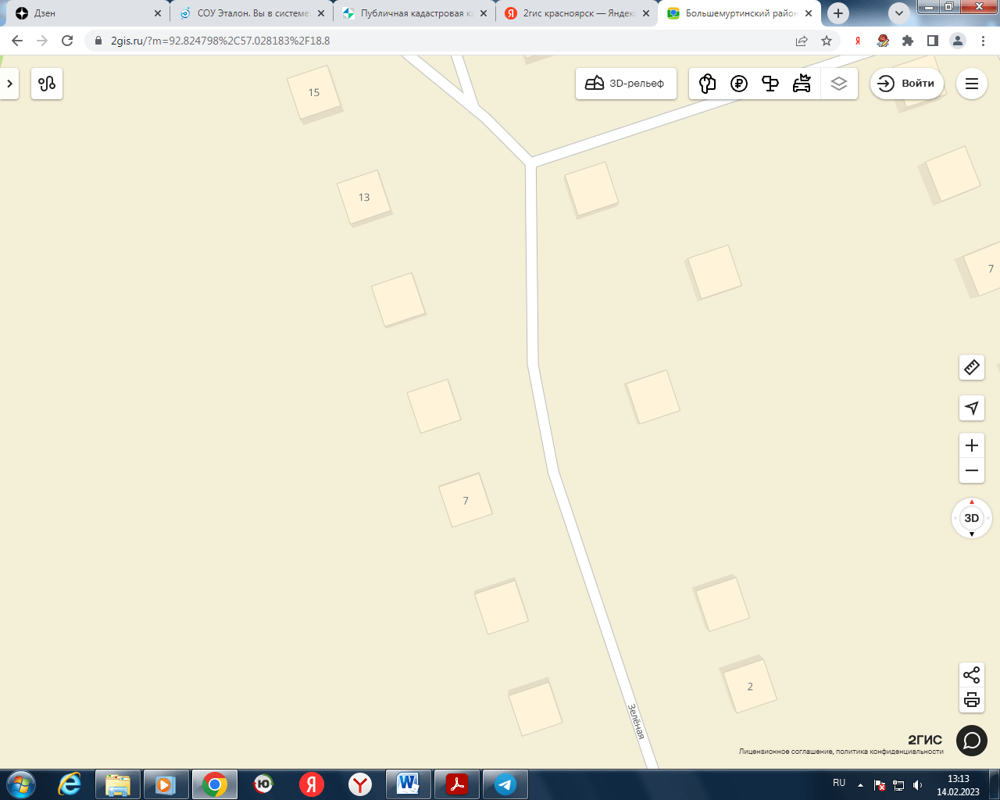 Дзен
СОУ Эталон. Вы в системе
Публичная кадастровая ка
2гис красноярск — Яндекс
Большемуртинский район
2gis.ru/?m=92.824798%2C57.028183%2F18.8
3D-рельеф
Войти
15
13
7
7
3D
2
Зелёная
2ГИС
Лицензионное соглашение, политика конфиденциальности
RU
13:13
14.02.2023